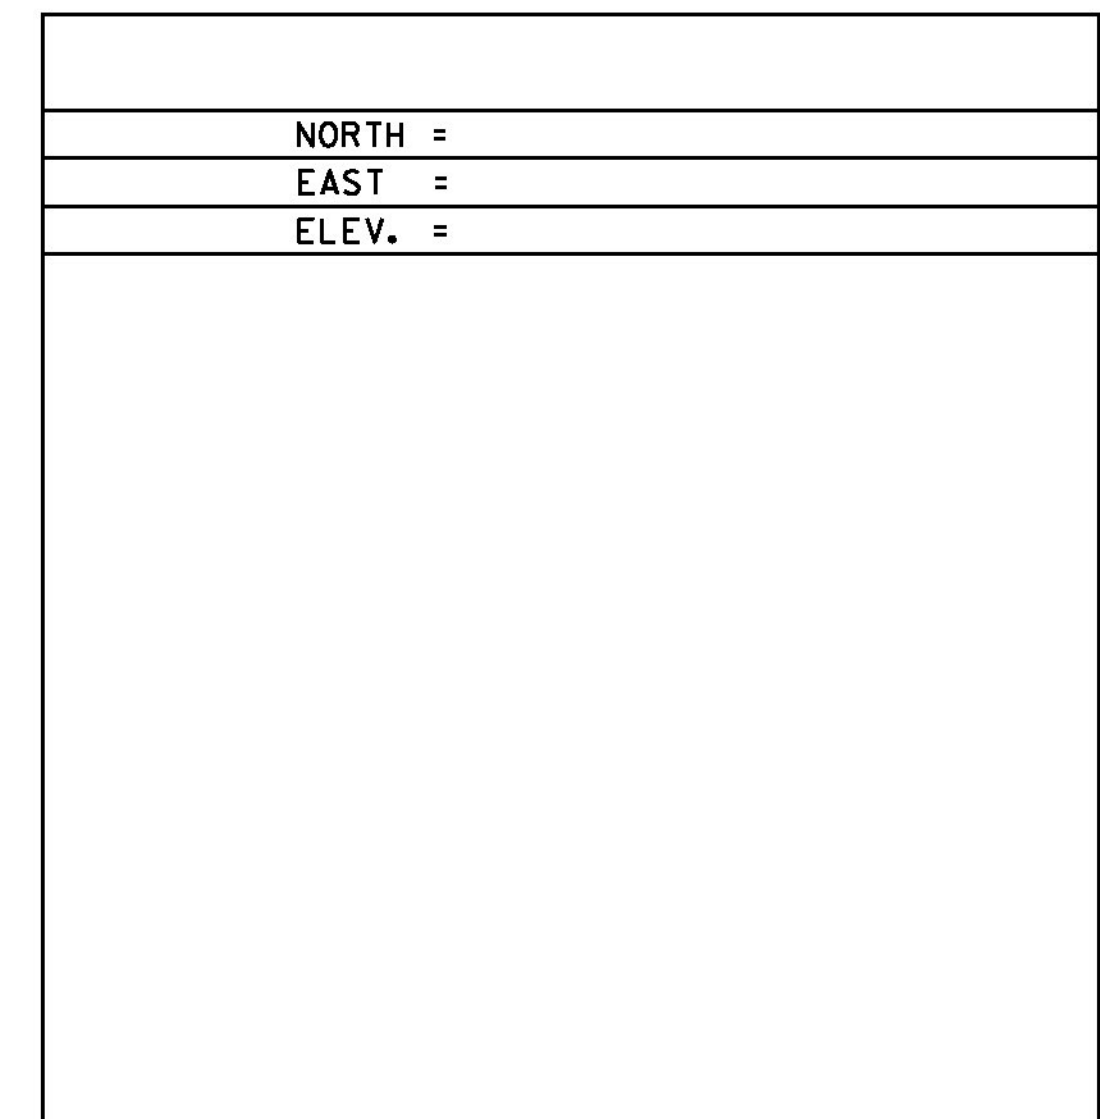 NORTH =
EAST =
ELEV. =